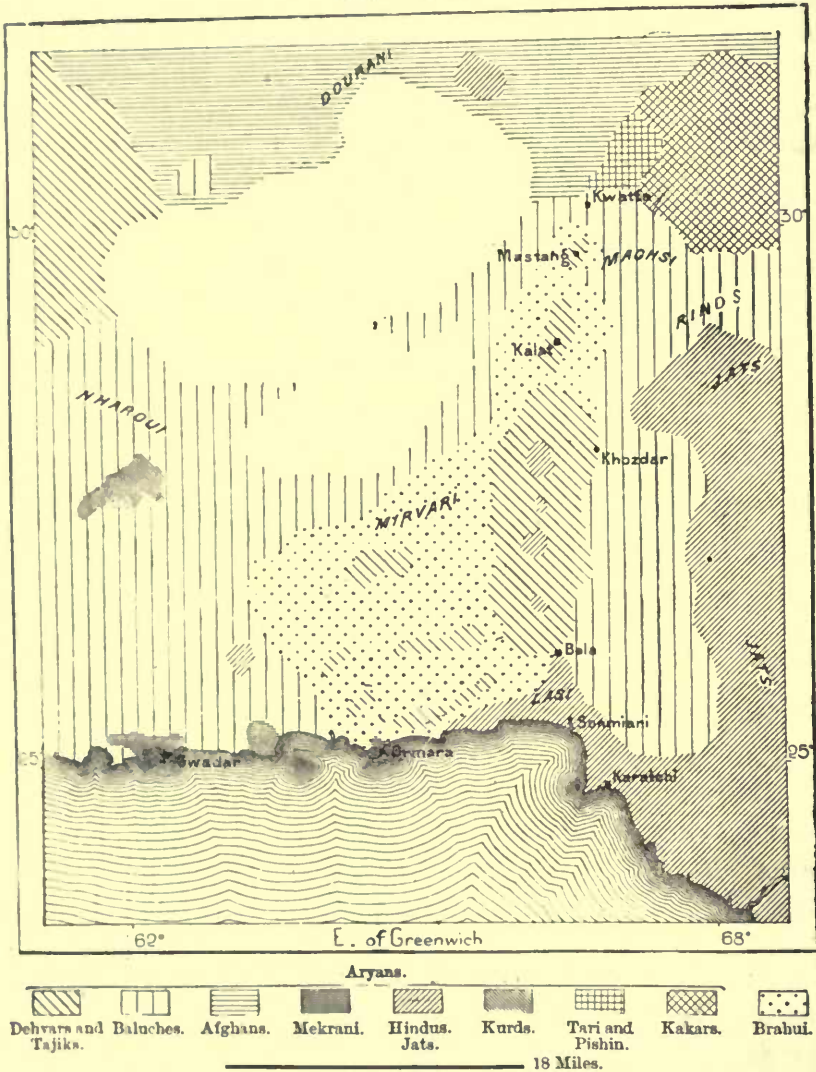 DOURANI
30°
30°
Kwatta
Mastang
MAGHSI
RINDS
Kalat
JATS
NHAROUI
Khozdar
MIRVARI
Bela
JATS
LASI
Sonmiani
25°
25°
Gwadar
Ormara
Karatchi
62°
E. of Greenwich
68°
Aryans.
Dehvars and Tajiks.
Baluches.
Afghans.
Mekrani.
Hindus. Jats.
Kurds.
Tari and Pishin.
Kakars.
Brahui.
18 Miles.